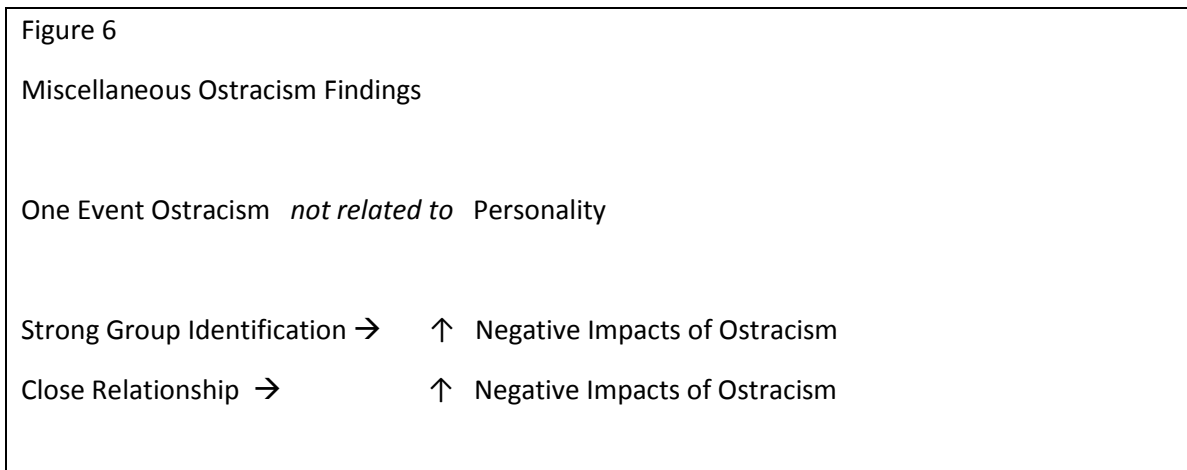 Figure 6
Miscellaneous Ostracism Findings
One Event Ostracism not related to Personality
Strong Group Identification → ↑ Negative Impacts of Ostracism
Close Relationship → ↑ Negative Impacts of Ostracism